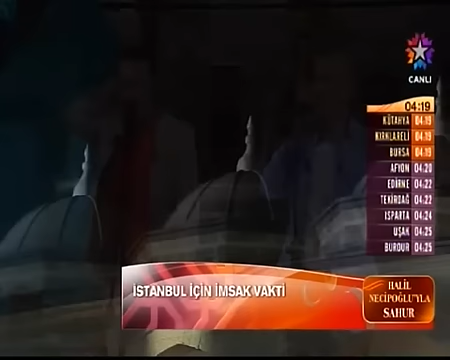 CANLI
04:19
KÜTAHYA 04:19
KIRKLARELİ 04:19
BURSA 04:19
AFYON 04:20
EDİRNE 04:22
TEKİRDAĞ 04:22
ISPARTA 04:24
UŞAK 04:25
BURDUR 04:25
İSTANBUL İÇİN İMSAK VAKTİ
HALİL
NECİPOĞLU'YLA
SAHUR